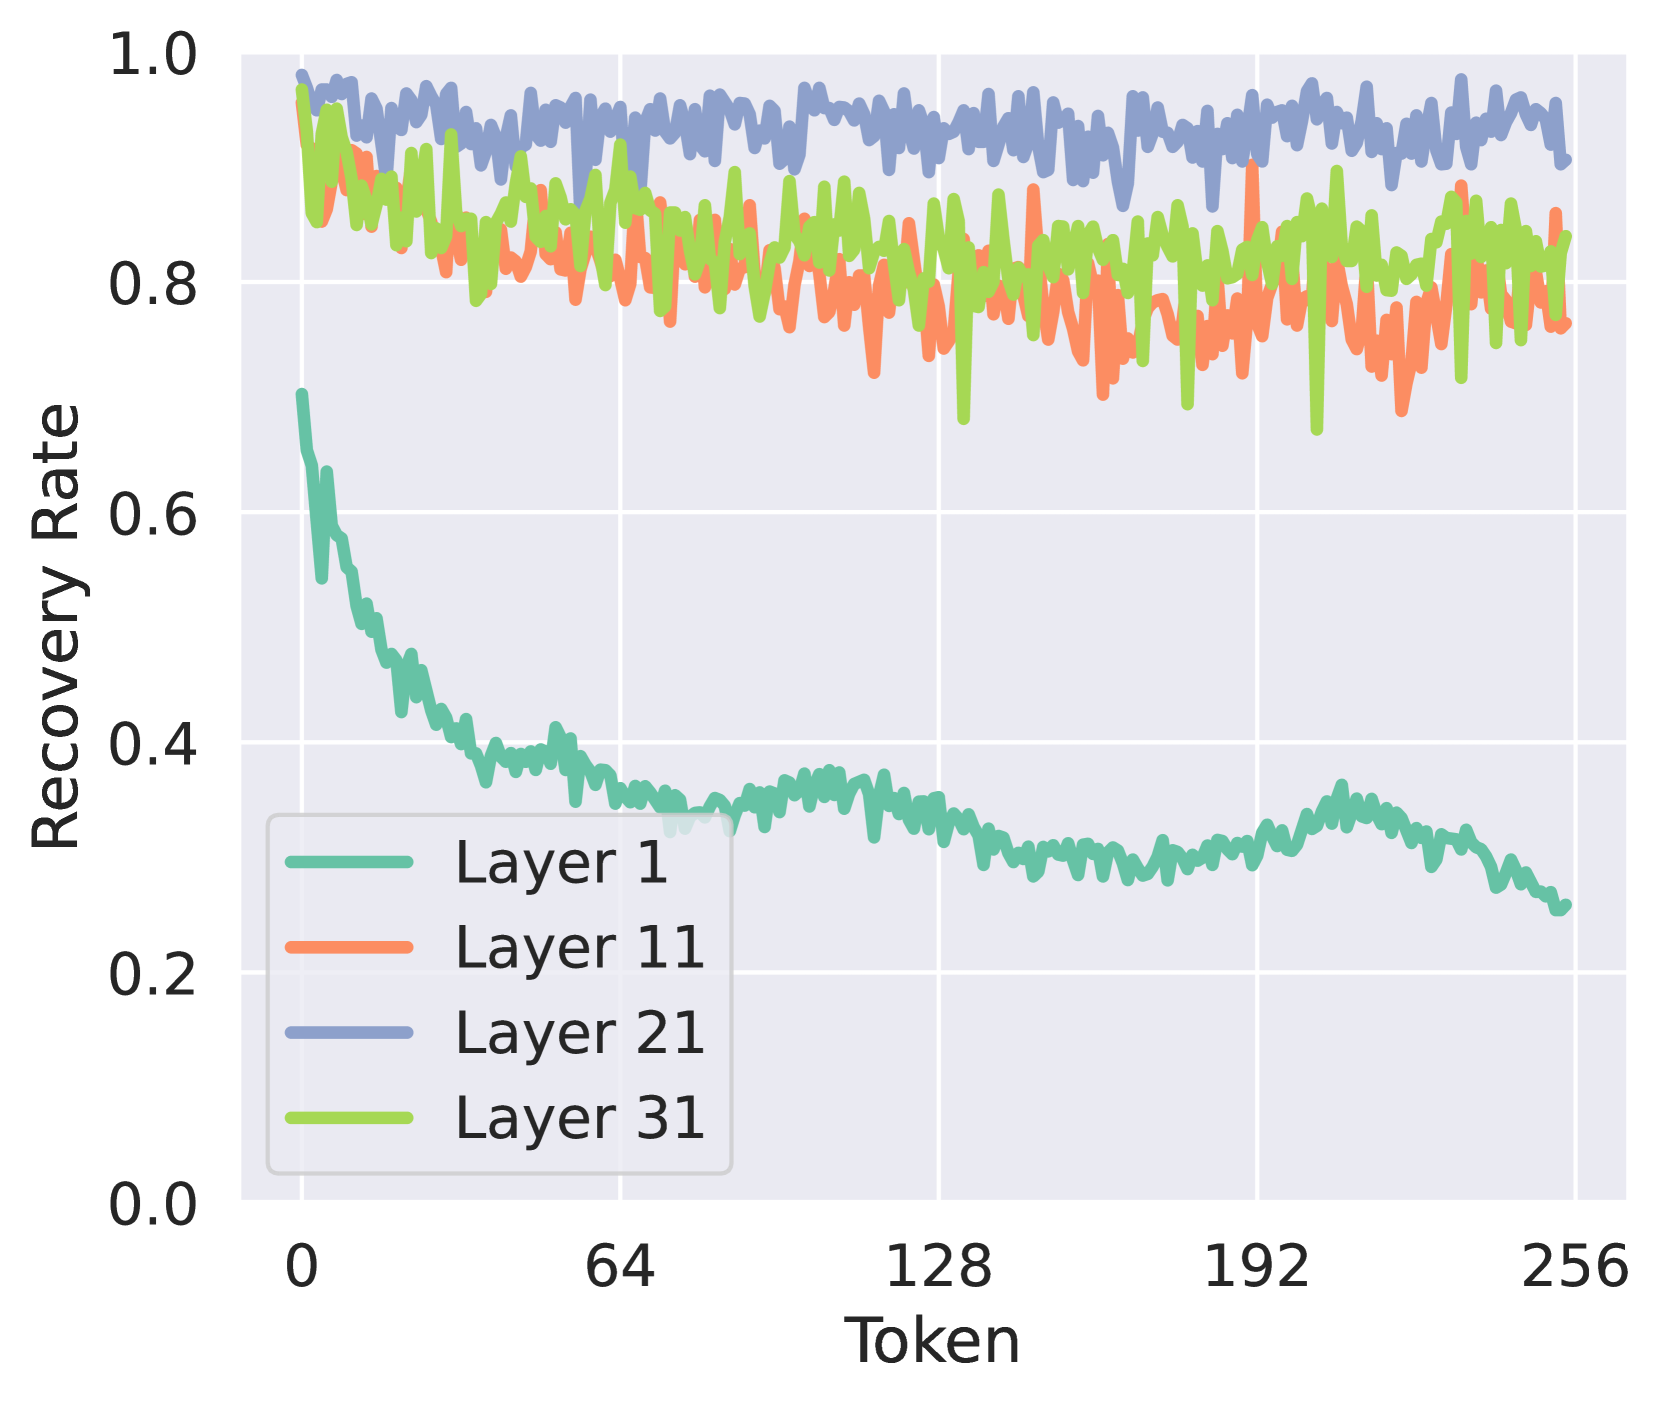 1.0
0.8
0.6
0.4
0.2
0.0
Recovery Rate
Layer 1
Layer 11
Layer 21
Layer 31
0 64 128 192 256
Token